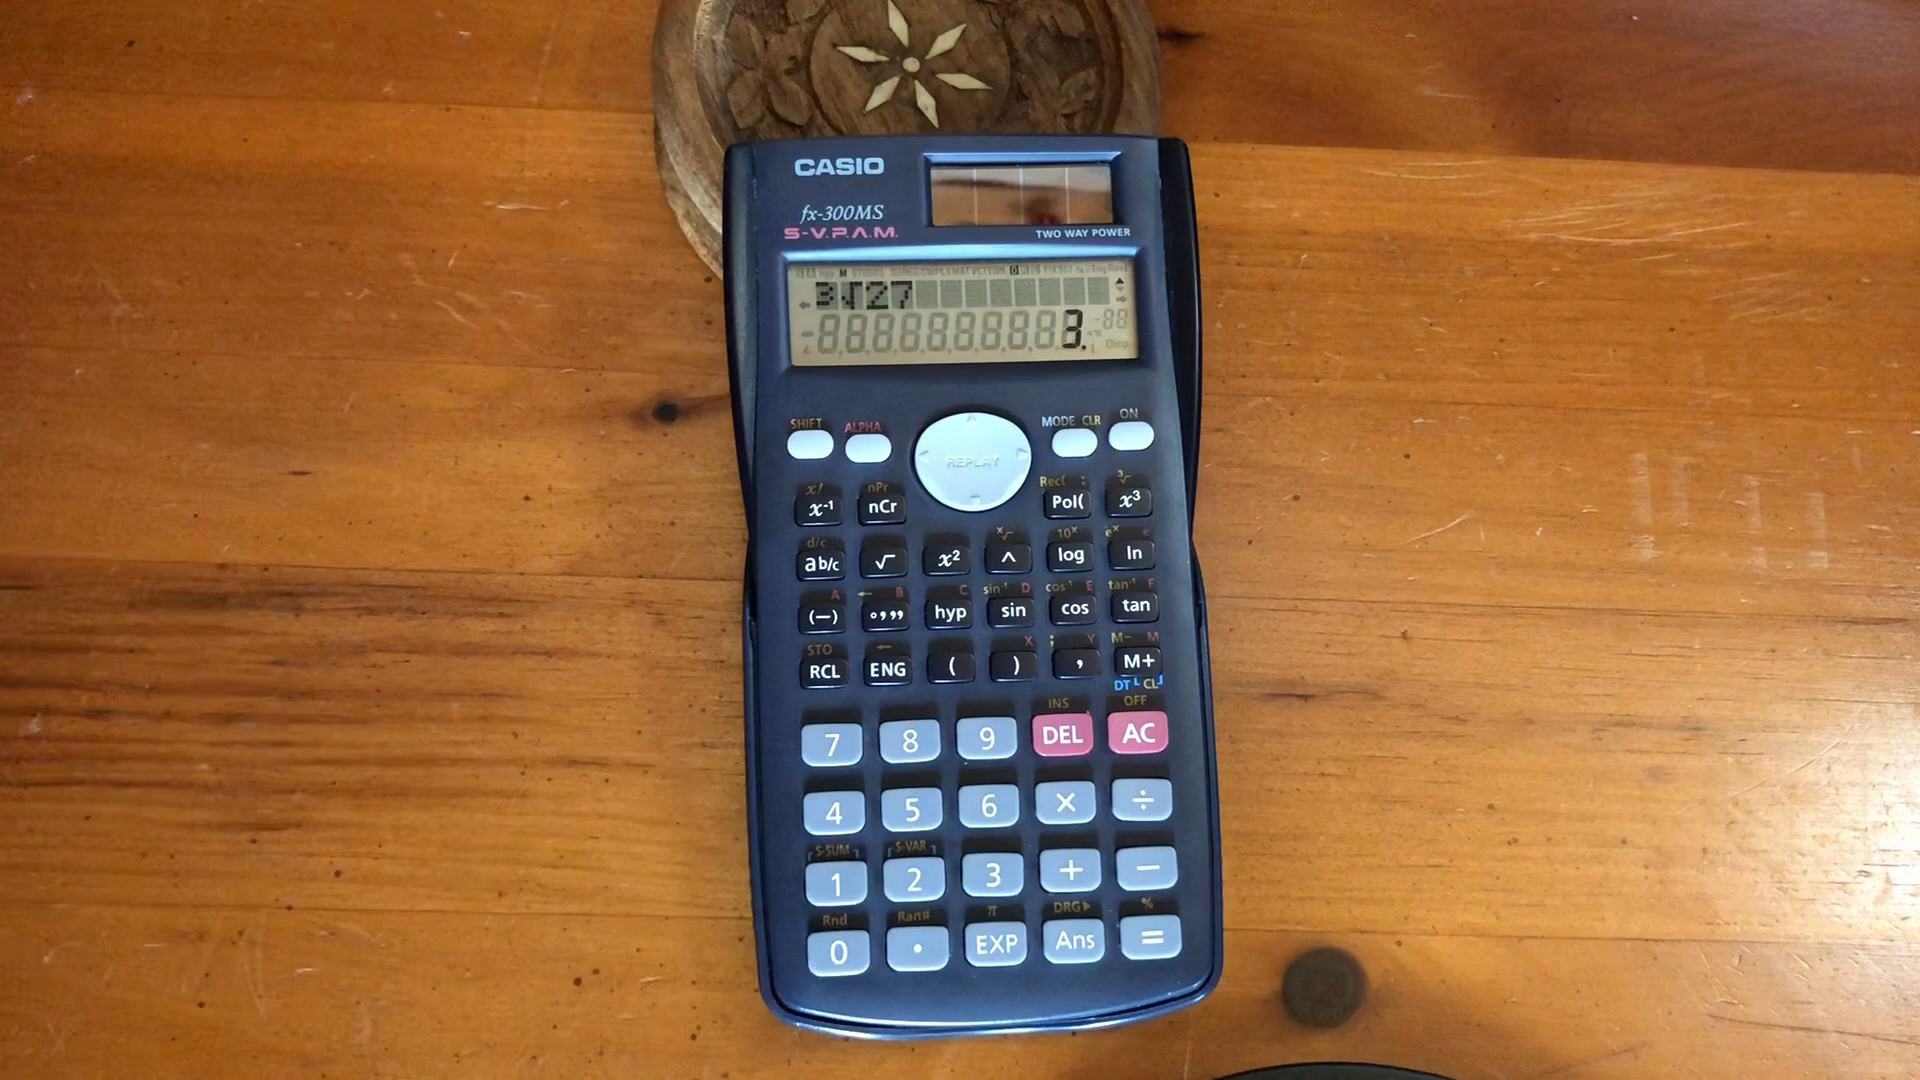 CASIO
fx-300MS
S-V.P.A.M.
TWO WAY POWER
3√27
3.
SHIFT ALPHA MODE CLR ON
REPLAY
x! nPr Rec( : ³√
x⁻¹ nCr Pol( x³
d/c ˣ√ 10ˣ eˣ e
ab/c √ x² ^ log ln
A ← B C sin⁻¹ D cos⁻¹ E tan⁻¹ F
(−) °,,, hyp sin cos tan
STO ← X ; Y M− M
RCL ENG ( ) , M+
DT CL
INS OFF
7 8 9 DEL AC
4 5 6 × ÷
S-SUM S-VAR
1 2 3 + −
Rnd Ran# π DRG▶ %
0 . EXP Ans =